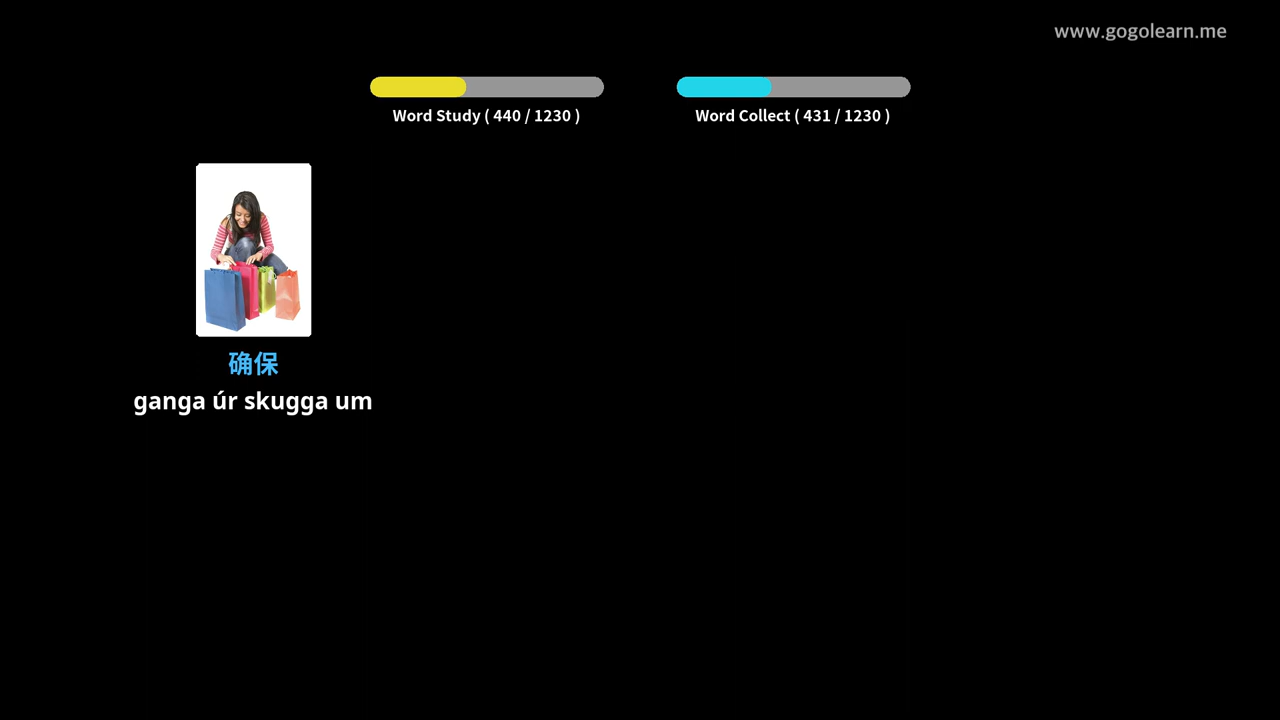 www.gogolearn.me
Word Study ( 440 / 1230 )
Word Collect ( 431 / 1230 )
确保
ganga úr skugga um